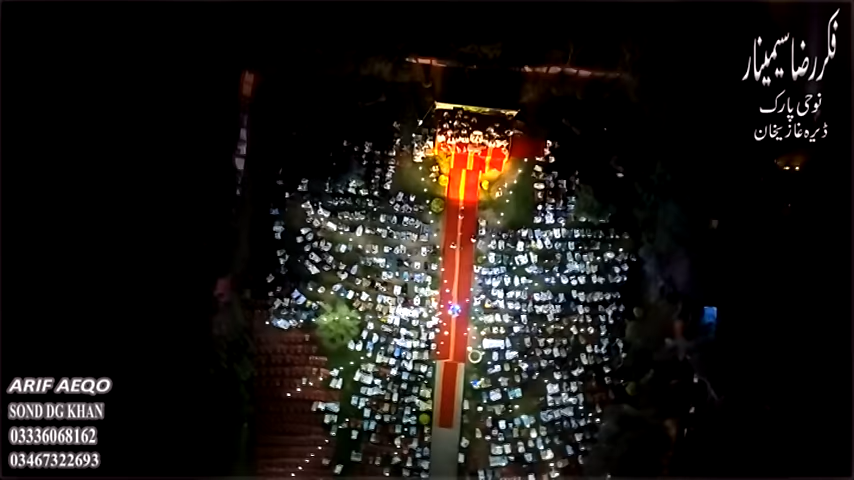 فکر رضا سیمینار
نوحی پارک
ڈیرہ غازیخان
ARIF AEQO
SOND DG KHAN
03336068162
03467322693